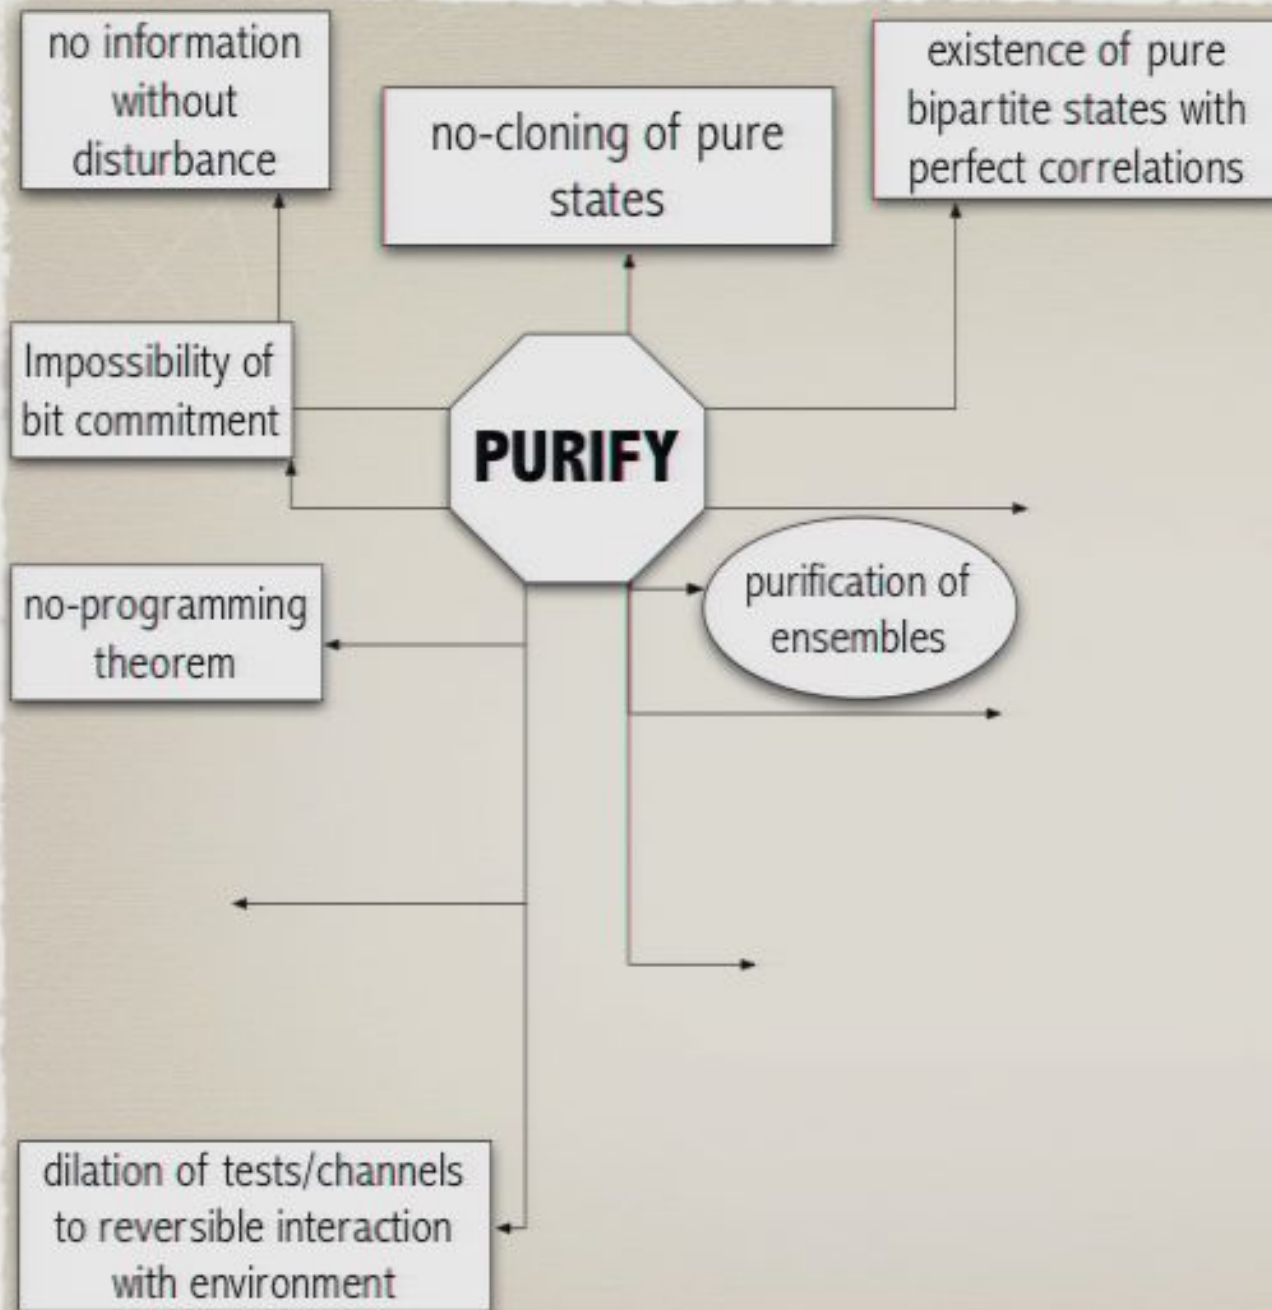 no information
without
disturbance
no-cloning of pure
states
existence of pure
bipartite states with
perfect correlations
Impossibility of
bit commitment
PURIFY
purification of
ensembles
no-programming
theorem
dilation of tests/channels
to reversible interaction
with environment